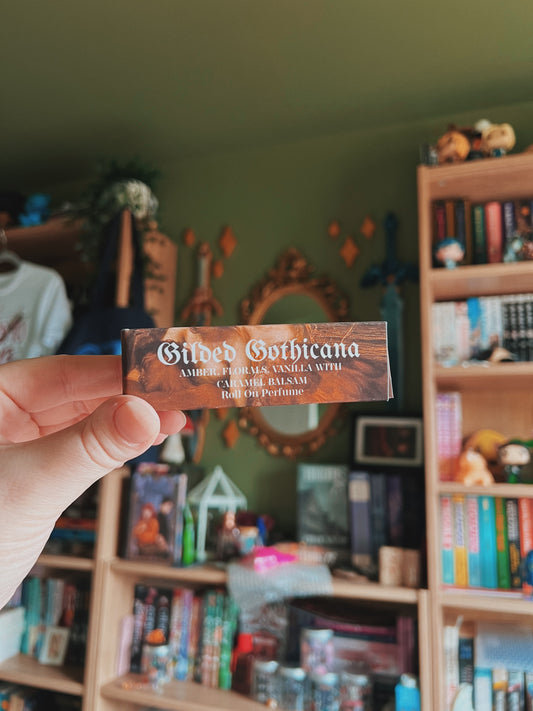 Gilded Gothicana
AMBER, FLORALS, VANILLA WITH
CARAMEL BALSAM
Roll On Perfume